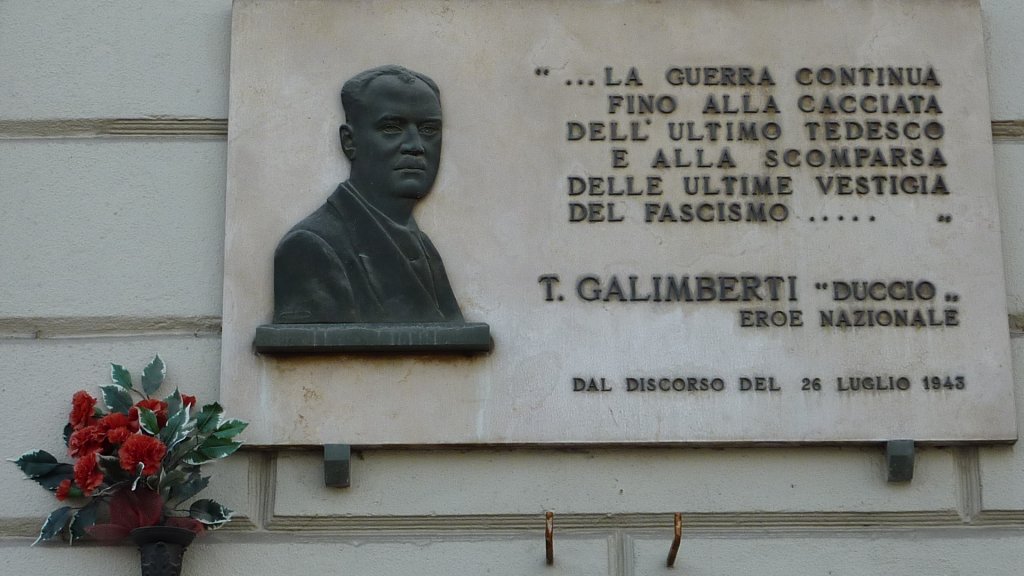 “ ...LA GUERRA CONTINUA
FINO ALLA CACCIATA
DELL' ULTIMO TEDESCO
E ALLA SCOMPARSA
DELLE ULTIME VESTIGIA
DEL FASCISMO ..... „
T. GALIMBERTI “DUCCIO„
EROE NAZIONALE
DAL DISCORSO DEL 26 LUGLIO 1943